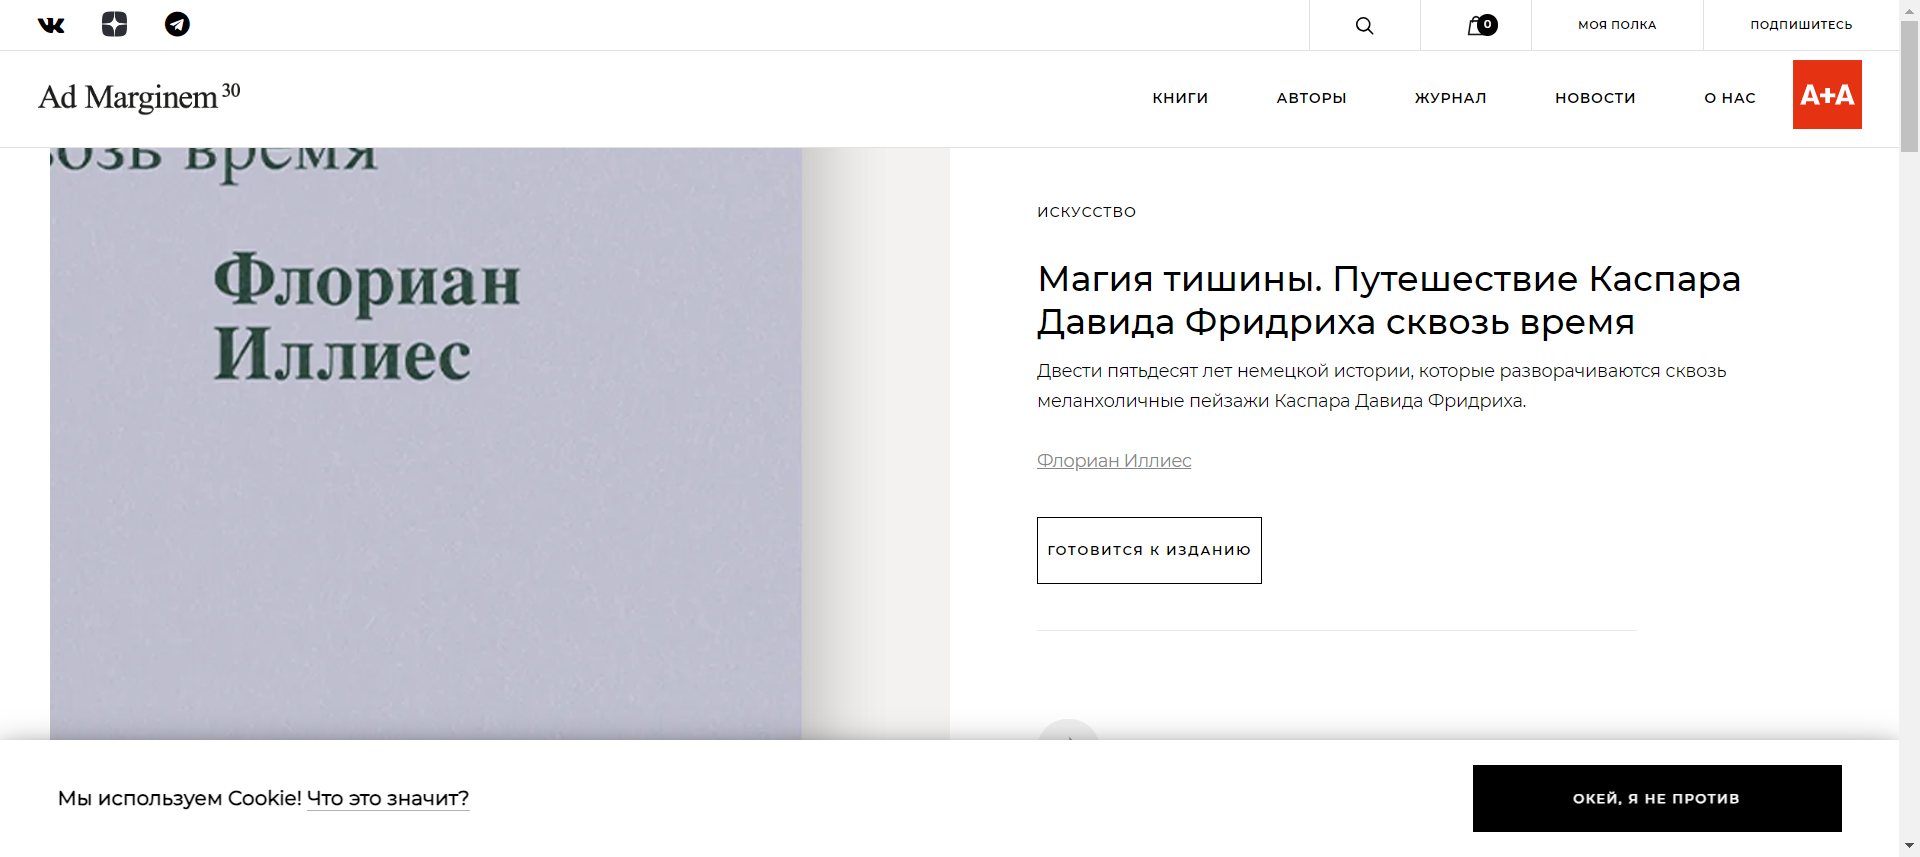 0
МОЯ ПОЛКА
ПОДПИШИТЕСЬ
Ad Marginem 30
КНИГИ
АВТОРЫ
ЖУРНАЛ
НОВОСТИ
О НАС
A+A
возь время
Флориан
Иллиес
ИСКУССТВО
Магия тишины. Путешествие Каспара
Давида Фридриха сквозь время
Двести пятьдесят лет немецкой истории, которые разворачиваются сквозь
меланхоличные пейзажи Каспара Давида Фридриха.
Флориан Иллиес
ГОТОВИТСЯ К ИЗДАНИЮ
Мы используем Cookie! Что это значит?
ОКЕЙ, Я НЕ ПРОТИВ